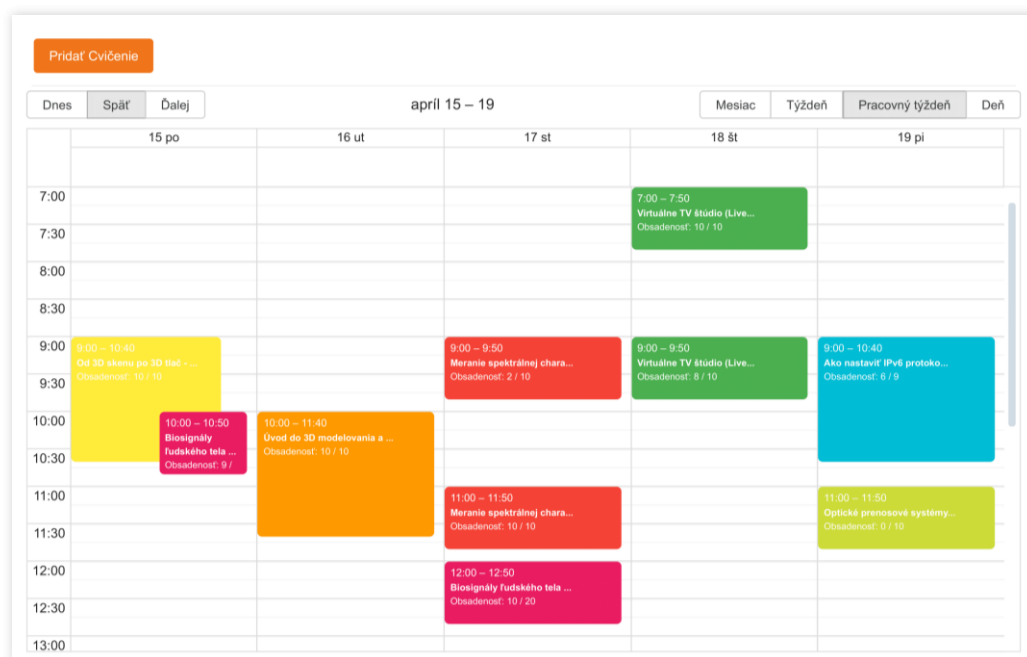 Pridať Cvičenie
Dnes Späť Ďalej
apríl 15 – 19
Mesiac Týždeň Pracovný týždeň Deň
15 po 16 ut 17 st 18 št 19 pi
7:00
7:30
8:00
8:30
9:00
9:30
10:00
10:30
11:00
11:30
12:00
12:30
13:00
9:00 – 10:40
Od 3D skenu po 3D tlač - ...
Obsadenosť: 10 / 10
10:00 – 10:50
Biosignály
ľudského tela ...
Obsadenosť: 9 /
10:00 – 11:40
Úvod do 3D modelovania a ...
Obsadenosť: 10 / 10
9:00 – 9:50
Meranie spektrálnej chara...
Obsadenosť: 2 / 10
11:00 – 11:50
Meranie spektrálnej chara...
Obsadenosť: 10 / 10
12:00 – 12:50
Biosignály ľudského tela ...
Obsadenosť: 10 / 20
7:00 – 7:50
Virtuálne TV štúdio (Live...
Obsadenosť: 10 / 10
9:00 – 9:50
Virtuálne TV štúdio (Live...
Obsadenosť: 8 / 10
9:00 – 10:40
Ako nastaviť IPv6 protoko...
Obsadenosť: 6 / 9
11:00 – 11:50
Optické prenosové systémy...
Obsadenosť: 0 / 10